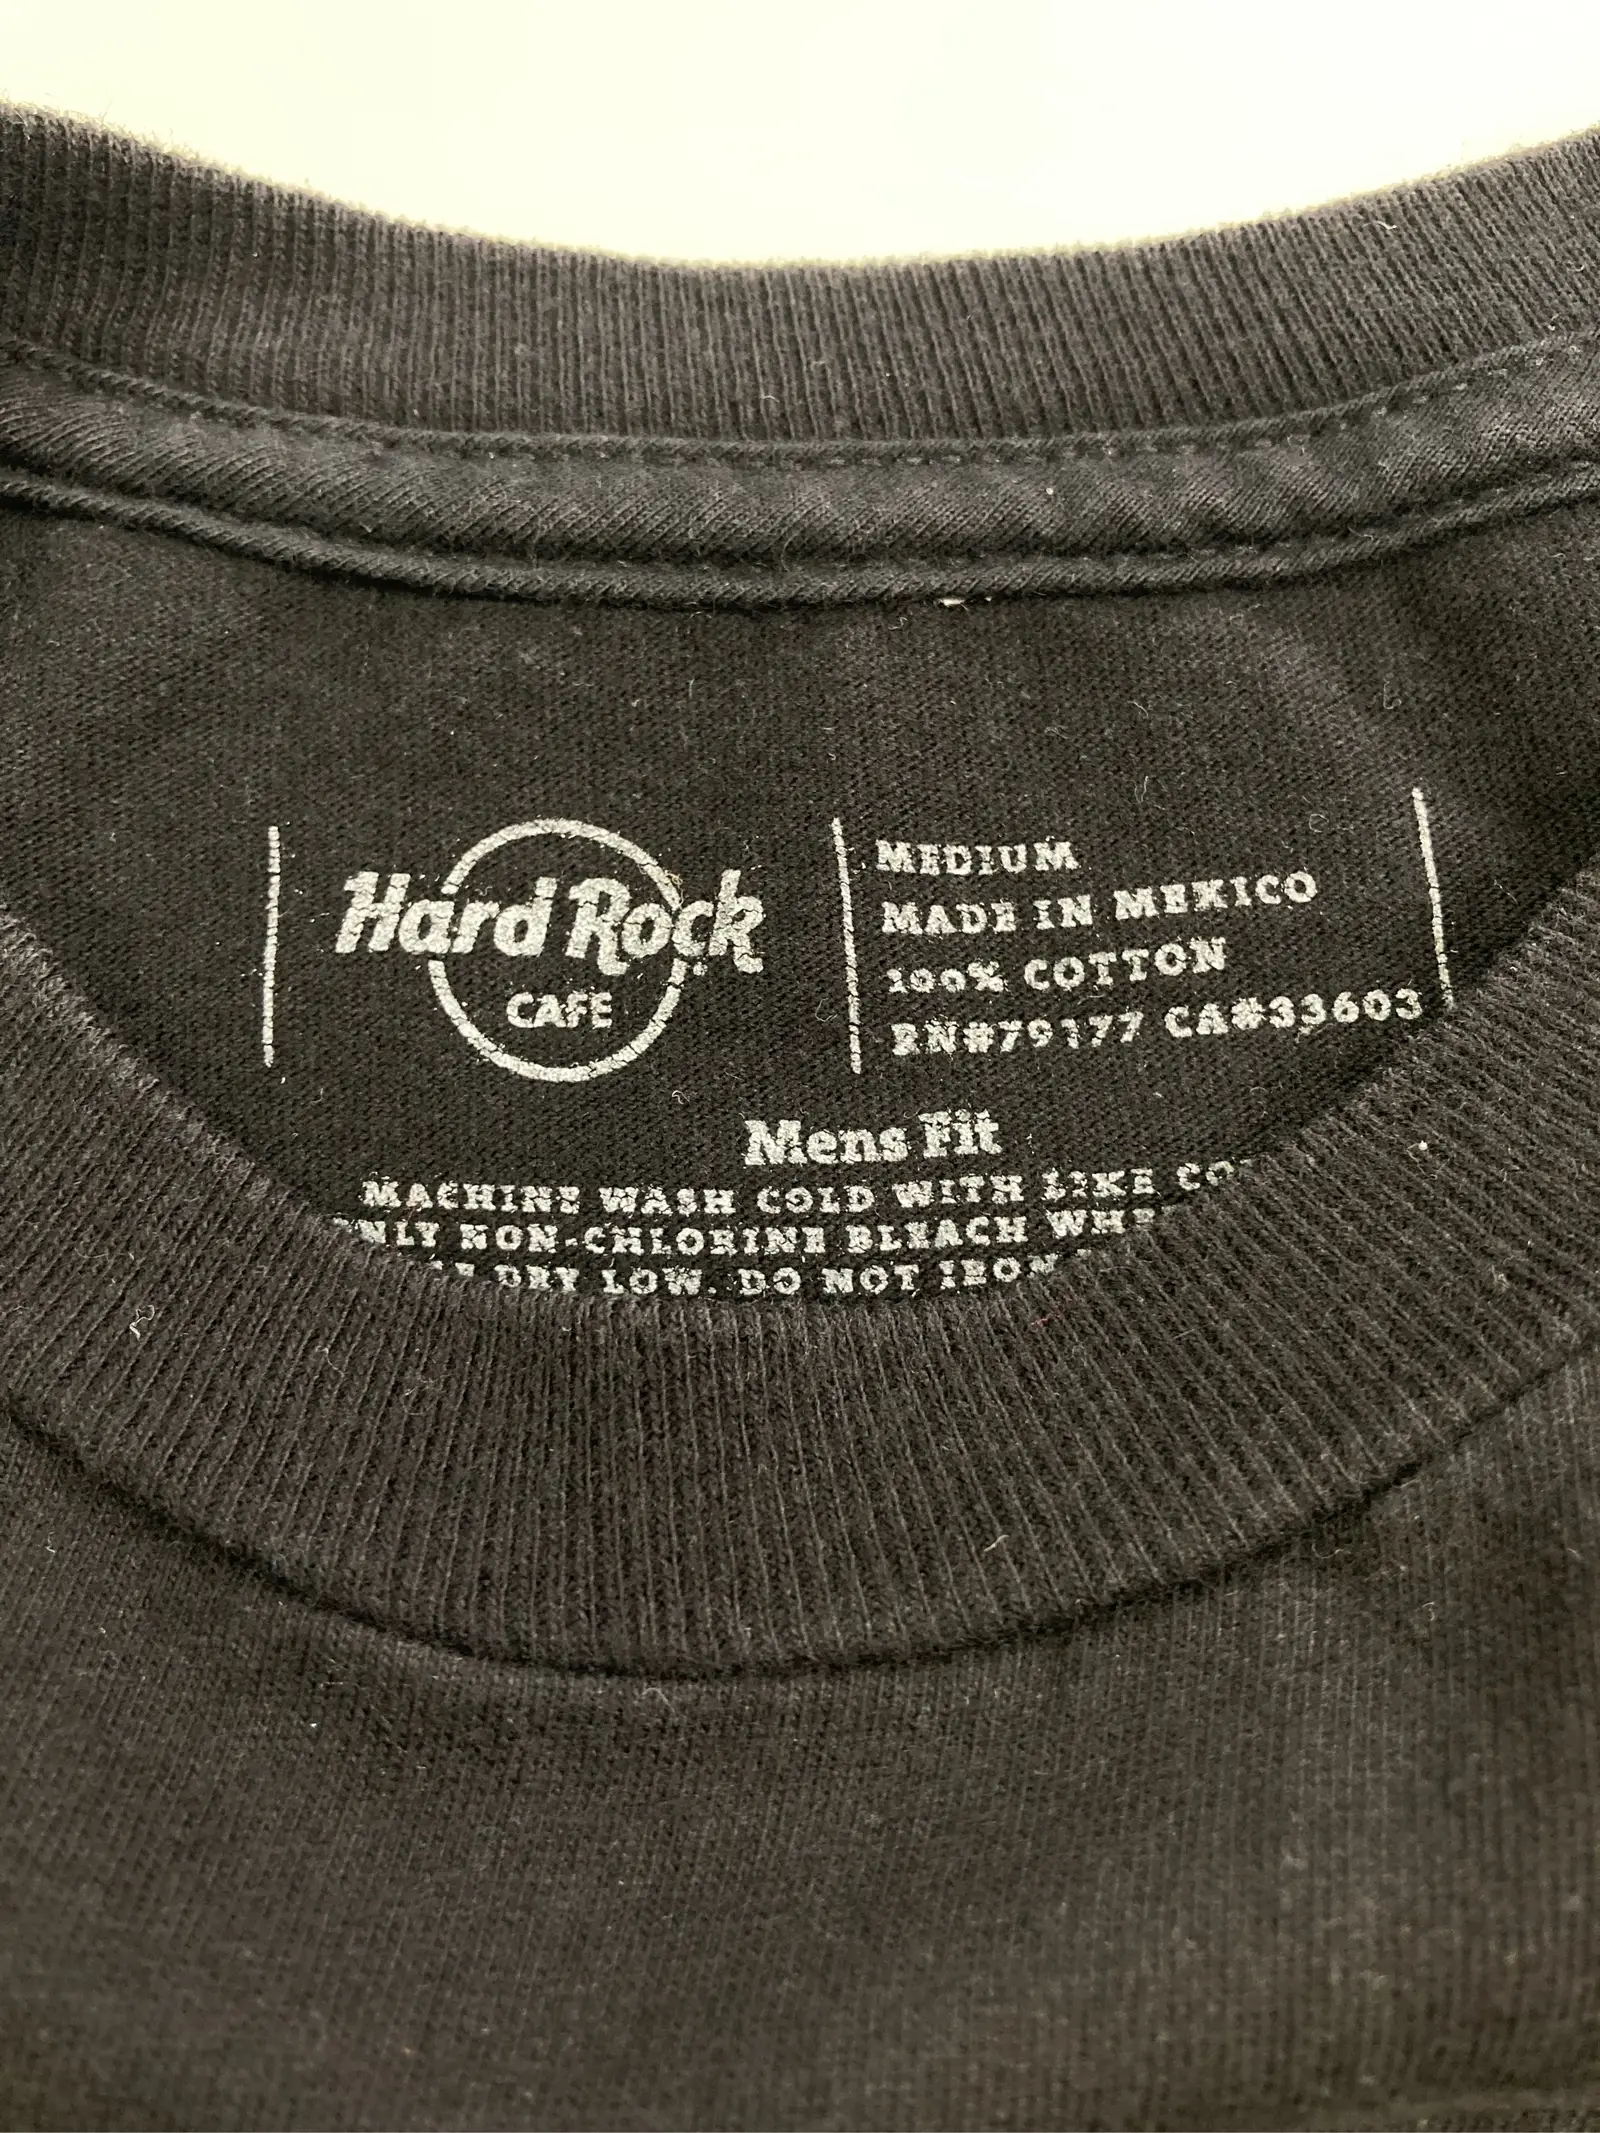 Hard Rock
CAFE
MEDIUM
MADE IN MEXICO
100% COTTON
RN#79177 CA#33603
Mens Fit
MACHINE WASH COLD WITH LIKE
NON-CHLORINE BLEACH
DRY LOW. DO NOT IRON